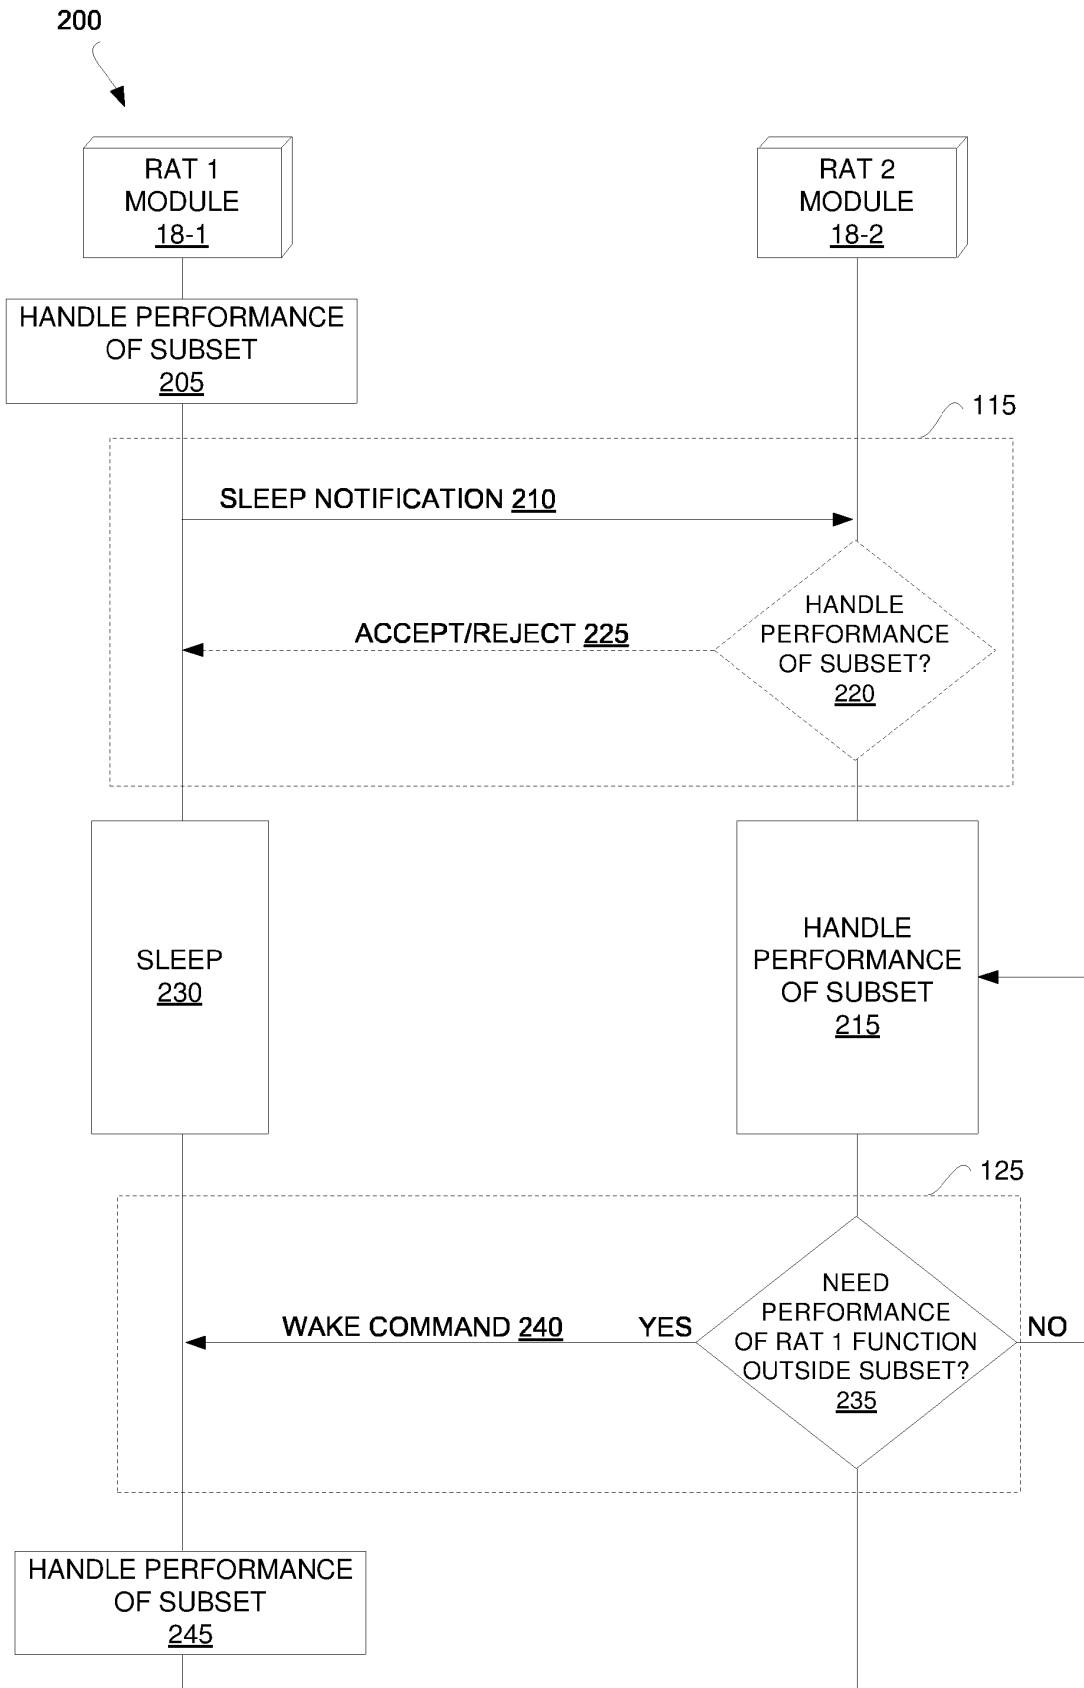 200
RAT 1
MODULE
18-1
RAT 2
MODULE
18-2
HANDLE PERFORMANCE
OF SUBSET
205
115
SLEEP NOTIFICATION 210
HANDLE
PERFORMANCE
OF SUBSET?
220
ACCEPT/REJECT 225
SLEEP
230
HANDLE
PERFORMANCE
OF SUBSET
215
125
NEED
PERFORMANCE
OF RAT 1 FUNCTION
OUTSIDE SUBSET?
235
WAKE COMMAND 240
YES
NO
HANDLE PERFORMANCE
OF SUBSET
245